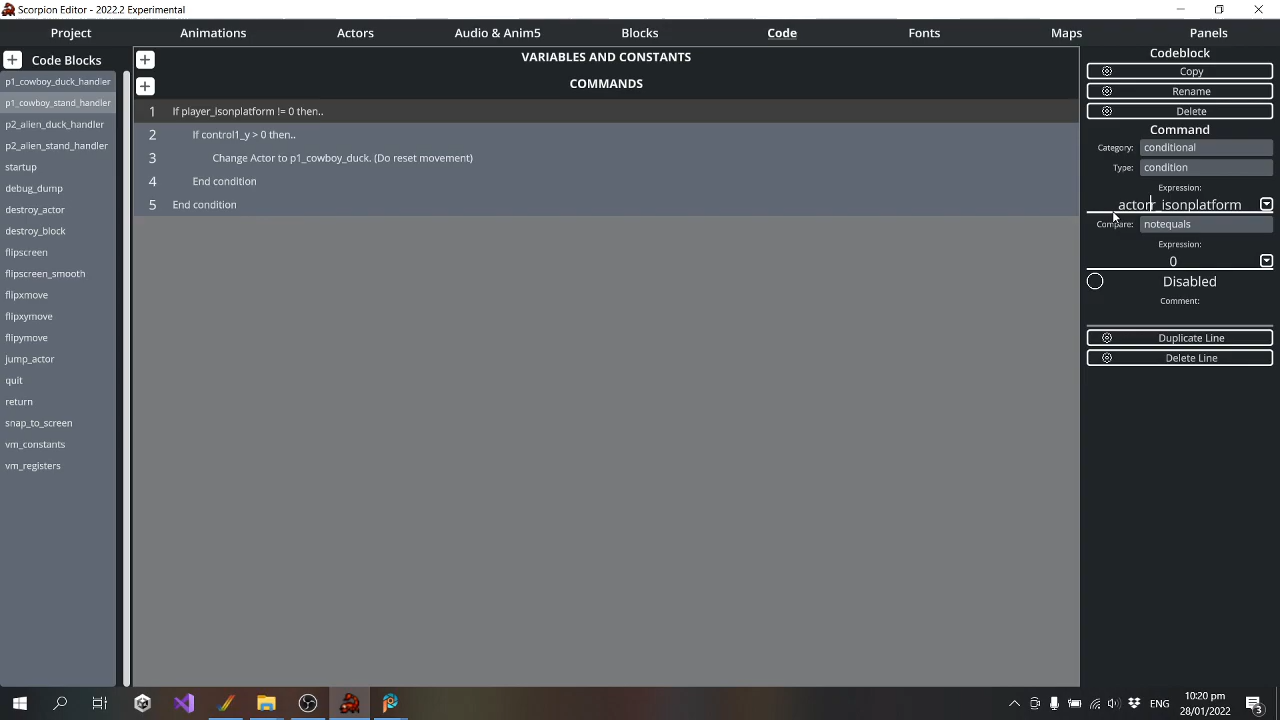 Scorpion Editor - 2022.2 Experimental
Project
Animations
Actors
Audio & Anim5
Blocks
Code
Fonts
Maps
Panels
+ Code Blocks
p1_cowboy_duck_handler
p1_cowboy_stand_handler
p2_alien_duck_handler
p2_alien_stand_handler
startup
debug_dump
destroy_actor
destroy_block
flipscreen
flipscreen_smooth
flipxmove
flipxymove
flipymove
jump_actor
quit
return
snap_to_screen
vm_constants
vm_registers
+ VARIABLES AND CONSTANTS
+ COMMANDS
1 If player_isonplatform != 0 then..
2 If control1_y > 0 then..
3 Change Actor to p1_cowboy_duck. (Do reset movement)
4 End condition
5 End condition
Codeblock
Copy
Rename
Delete
Command
Category: conditional
Type: condition
Expression:
actorr_isonplatform
Compare: notequals
Expression:
0
Disabled
Comment:
Duplicate Line
Delete Line
ENG
10:20 pm
28/01/2022
3